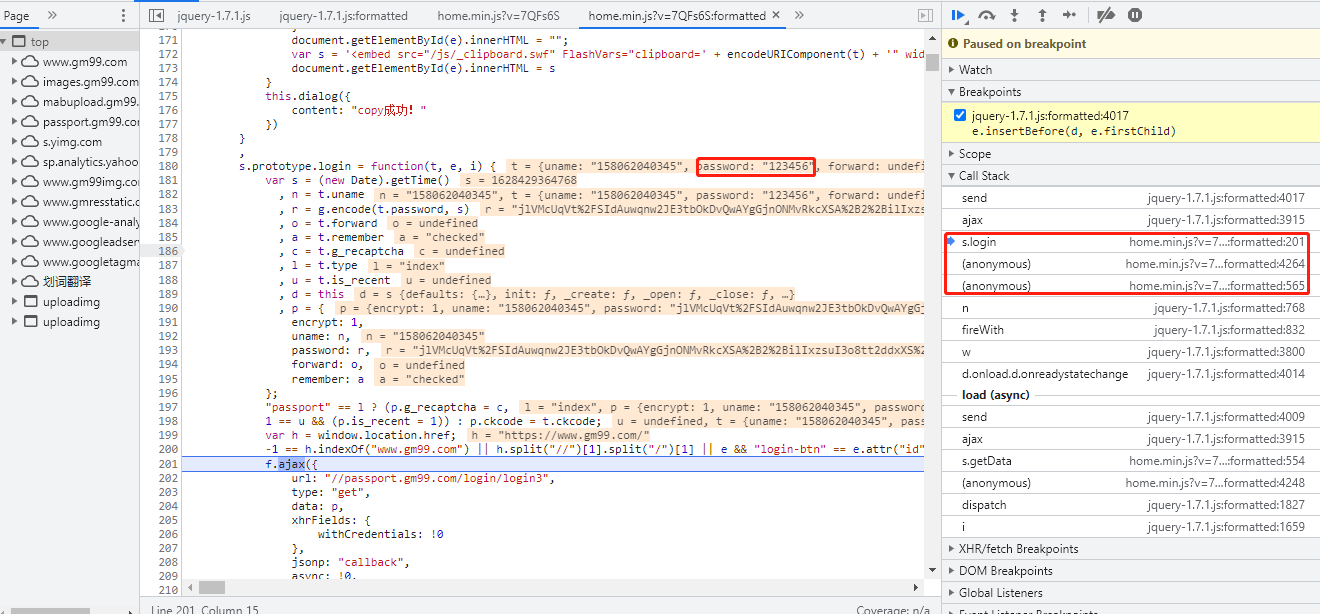 Page
top
www.gm99.com
images.gm99.com
mabupload.gm99.
passport.gm99.co
s.yimg.com
sp.analytics.yahoo
www.gm99img.co
www.gmresstatic.c
www.google-analy
www.googleadser
www.googletagma
划词翻译
uploadimg
uploadimg
jquery-1.7.1.js jquery-1.7.1.js:formatted home.min.js?v=7QFs6S home.min.js?v=7QFs6S:formatted ×
171 document.getElementById(e).innerHTML = "";
172 var s = '<embed src="/js/_clipboard.swf" FlashVars="clipboard=' + encodeURIComponent(t) + '" wid
173 document.getElementById(e).innerHTML = s
174 }
175 this.dialog({
176 content: "copy成功！"
177 })
178 }
179 ,
180 s.prototype.login = function(t, e, i) { t = {uname: "158062040345", password: "123456", forward: undefi
181 var s = (new Date).getTime() s = 1628429364768
182 , n = t.uname n = "158062040345", t = {uname: "158062040345", password: "123456", forward: undefin
183 , r = g.encode(t.password, s) r = "jlVMcUqVt%2FSIdAuwqnw2JE3tbOkDvQwAYgGjnONMvRkcXSA%2B2%2BilIxzs
184 , o = t.forward o = undefined
185 , a = t.remember a = "checked"
186 , c = t.g_recaptcha c = undefined
187 , l = t.type l = "index"
188 , u = t.is_recent u = undefined
189 , d = this d = s {defaults: {…}, init: ƒ, _create: ƒ, _open: ƒ, _close: ƒ, …}
190 , p = { p = {encrypt: 1, uname: "158062040345", password: "jlVMcUqVt%2FSIdAuwqnw2JE3tbOkDvQwAYgGj
191 encrypt: 1,
192 uname: n, n = "158062040345"
193 password: r, r = "jlVMcUqVt%2FSIdAuwqnw2JE3tbOkDvQwAYgGjnONMvRkcXSA%2B2%2BilIxzsuI3o8tt2ddxXS%2
194 forward: o, o = undefined
195 remember: a a = "checked"
196 };
197 "passport" == l ? (p.g_recaptcha = c, l = "index", p = {encrypt: 1, uname: "158062040345", passwor
198 1 == u && (p.is_recent = 1)) : p.ckcode = t.ckcode; u = undefined, t = {uname: "158062040345", pas
199 var h = window.location.href; h = "https://www.gm99.com/"
200 -1 == h.indexOf("www.gm99.com") || h.split("//")[1].split("/")[1] || e && "login-btn" == e.attr("id"
201 f.ajax({
202 url: "//passport.gm99.com/login/login3",
203 type: "get",
204 data: p,
205 xhrFields: {
206 withCredentials: !0
207 },
208 jsonp: "callback",
209 async: !0,
210
Line 201, Column 15 Coverage: n/a
Paused on breakpoint
Watch
Breakpoints
jquery-1.7.1.js:formatted:4017
e.insertBefore(d, e.firstChild)
Scope
Call Stack
send jquery-1.7.1.js:formatted:4017
ajax jquery-1.7.1.js:formatted:3915
s.login home.min.js?v=7...:formatted:201
(anonymous) home.min.js?v=7...formatted:4264
(anonymous) home.min.js?v=7...:formatted:565
n jquery-1.7.1.js:formatted:768
fireWith jquery-1.7.1.js:formatted:832
w jquery-1.7.1.js:formatted:3800
d.onload.d.onreadystatechange jquery-1.7.1.js:formatted:4014
load (async)
send jquery-1.7.1.js:formatted:4009
ajax jquery-1.7.1.js:formatted:3915
s.getData home.min.js?v=7...:formatted:554
(anonymous) home.min.js?v=7...formatted:4248
dispatch jquery-1.7.1.js:formatted:1827
i jquery-1.7.1.js:formatted:1659
XHR/fetch Breakpoints
DOM Breakpoints
Global Listeners
Event Listener Breakpoints